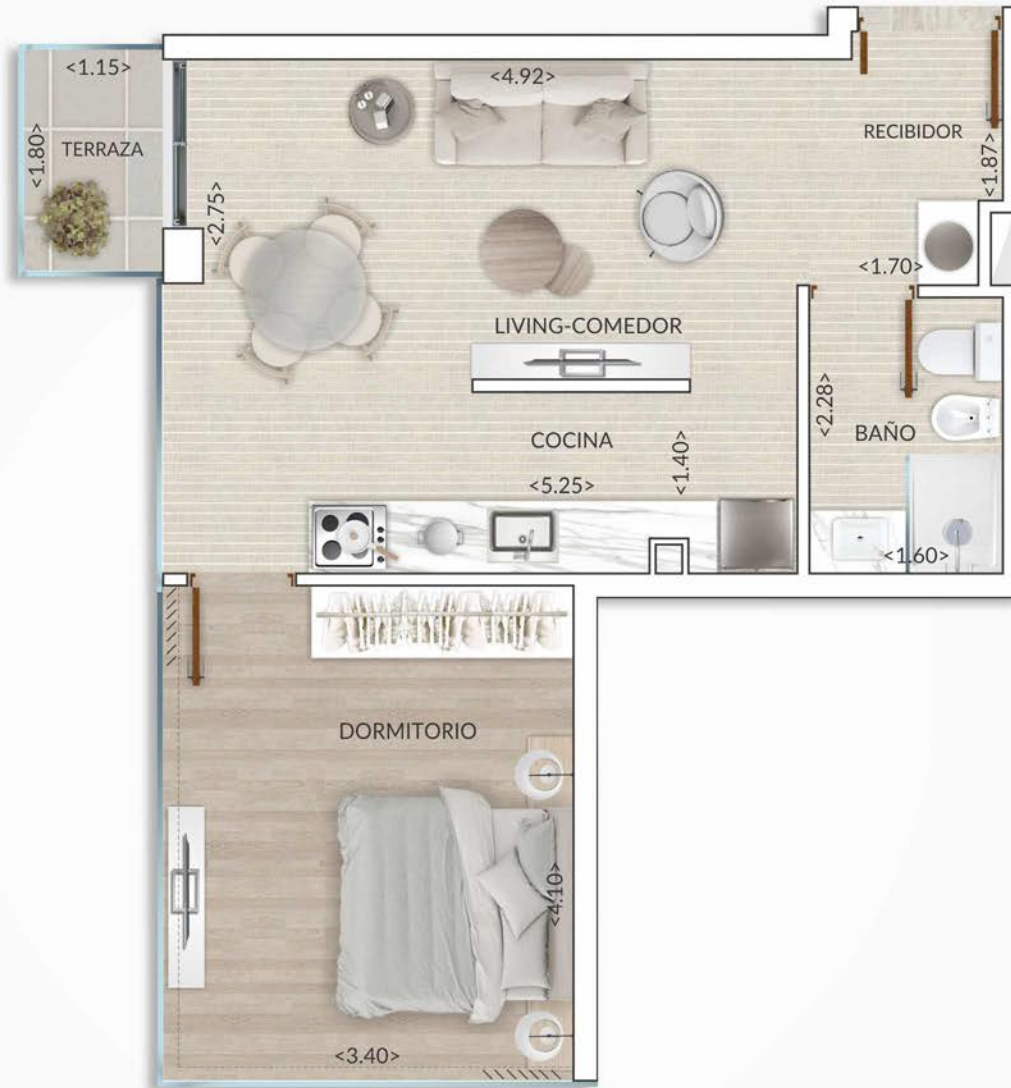 <1.15>
<4.92>
RECIBIDOR
<1.80>
TERRAZA
<1.87>
<2.75>
<1.70>
LIVING-COMEDOR
<2.28>
BAÑO
COCINA
<1.40>
<5.25>
<1.60>
DORMITORIO
<4.10>
<3.40>